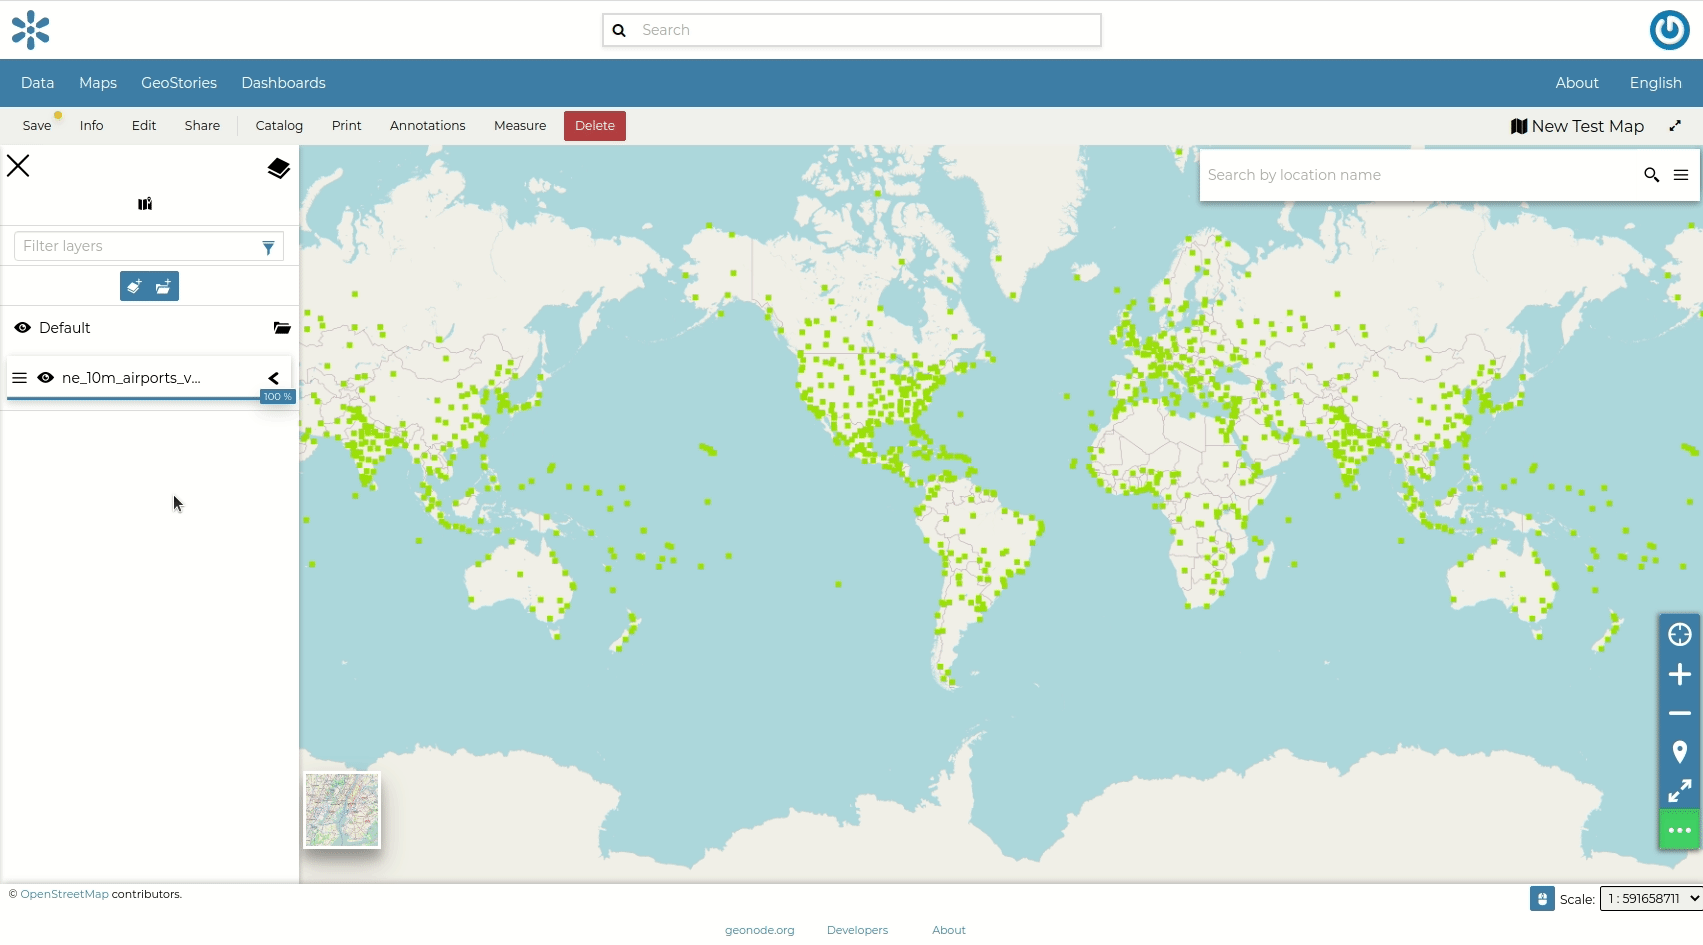 Search
Data Maps GeoStories Dashboards About English
Save Info Edit Share Catalog Print Annotations Measure Delete New Test Map
Search by location name
Filter layers
Default
ne_10m_airports_v...
100 %
© OpenStreetMap contributors.
Scale: 1 : 591658711
geonode.org Developers About